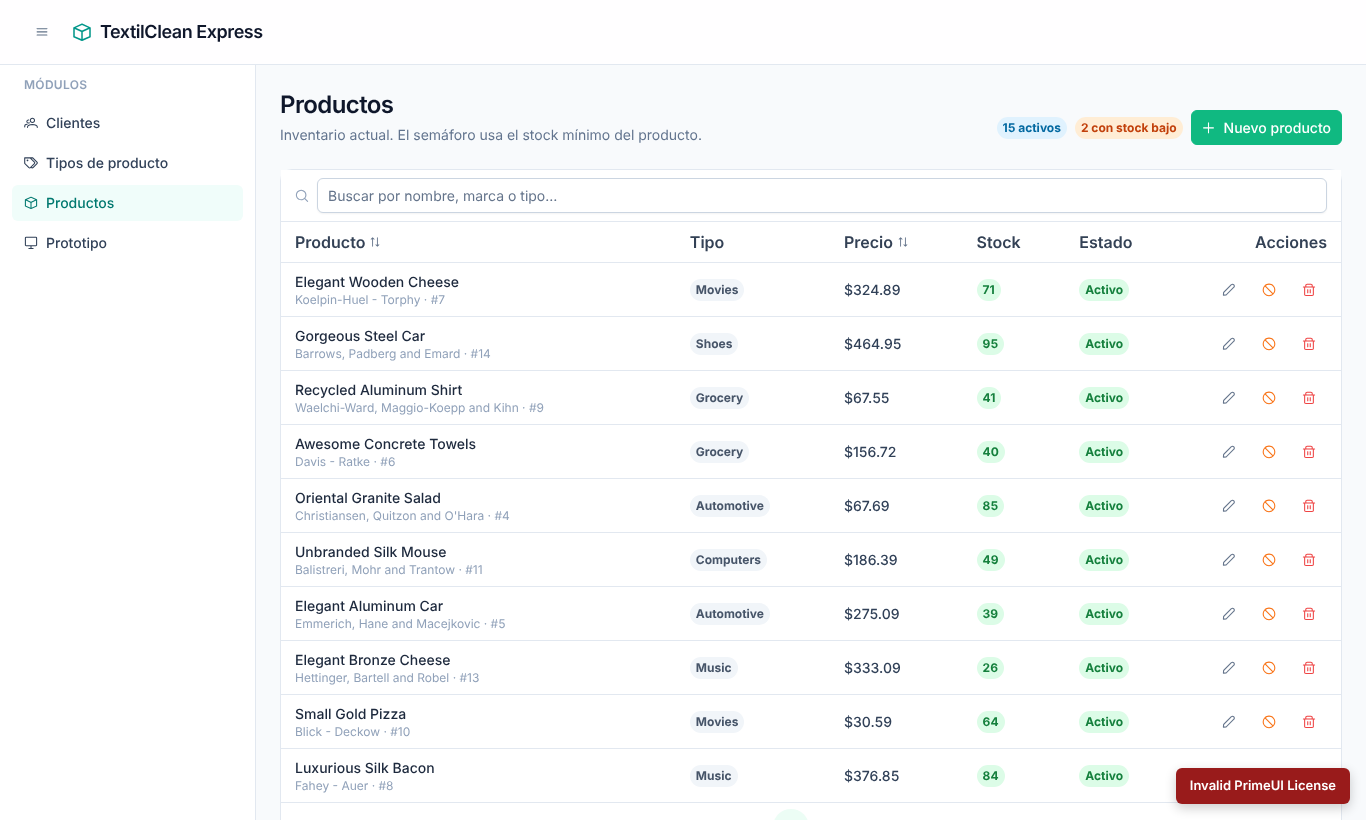 TextilClean Express
MÓDULOS
Clientes
Tipos de producto
Productos
Prototipo
Productos
Inventario actual. El semáforo usa el stock mínimo del producto.
15 activos
2 con stock bajo
Nuevo producto
Buscar por nombre, marca o tipo...
Producto Tipo Precio Stock Estado Acciones
Elegant Wooden Cheese
Koelpin-Huel - Torphy · #7
Movies $324.89 71 Activo
Gorgeous Steel Car
Barrows, Padberg and Emard · #14
Shoes $464.95 95 Activo
Recycled Aluminum Shirt
Waelchi-Ward, Maggio-Koepp and Kihn · #9
Grocery $67.55 41 Activo
Awesome Concrete Towels
Davis - Ratke · #6
Grocery $156.72 40 Activo
Oriental Granite Salad
Christiansen, Quitzon and O'Hara · #4
Automotive $67.69 85 Activo
Unbranded Silk Mouse
Balistreri, Mohr and Trantow · #11
Computers $186.39 49 Activo
Elegant Aluminum Car
Emmerich, Hane and Macejkovic · #5
Automotive $275.09 39 Activo
Elegant Bronze Cheese
Hettinger, Bartell and Robel · #13
Music $333.09 26 Activo
Small Gold Pizza
Blick - Deckow · #10
Movies $30.59 64 Activo
Luxurious Silk Bacon
Fahey - Auer · #8
Music $376.85 84 Activo
Invalid PrimeUI License